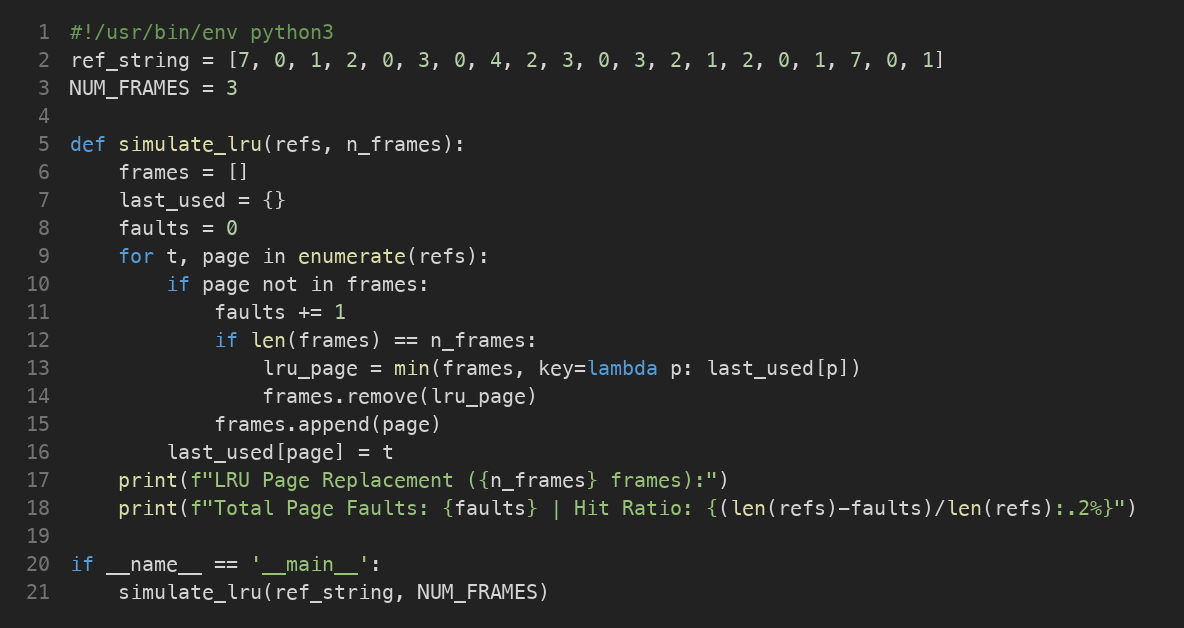 1 #!/usr/bin/env python3
2 ref_string = [7, 0, 1, 2, 0, 3, 0, 4, 2, 3, 0, 3, 2, 1, 2, 0, 1, 7, 0, 1]
3 NUM_FRAMES = 3
4
5 def simulate_lru(refs, n_frames):
6     frames = []
7     last_used = {}
8     faults = 0
9     for t, page in enumerate(refs):
10         if page not in frames:
11             faults += 1
12             if len(frames) == n_frames:
13                 lru_page = min(frames, key=lambda p: last_used[p])
14                 frames.remove(lru_page)
15             frames.append(page)
16         last_used[page] = t
17     print(f"LRU Page Replacement ({n_frames} frames):")
18     print(f"Total Page Faults: {faults} | Hit Ratio: {(len(refs)-faults)/len(refs):.2%}")
19
20 if __name__ == '__main__':
21     simulate_lru(ref_string, NUM_FRAMES)